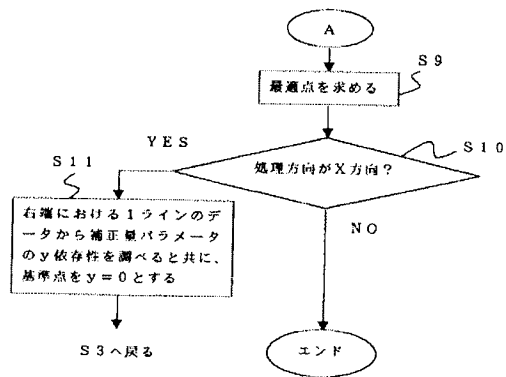 A
S9
最適点を求める
S10
処理方向がX方向?
YES
S11
右端における1ラインのデ
ータから補正量パラメータ
のy依存性を調べると共に、
基準点をy=0とする
NO
S3へ戻る
エンド